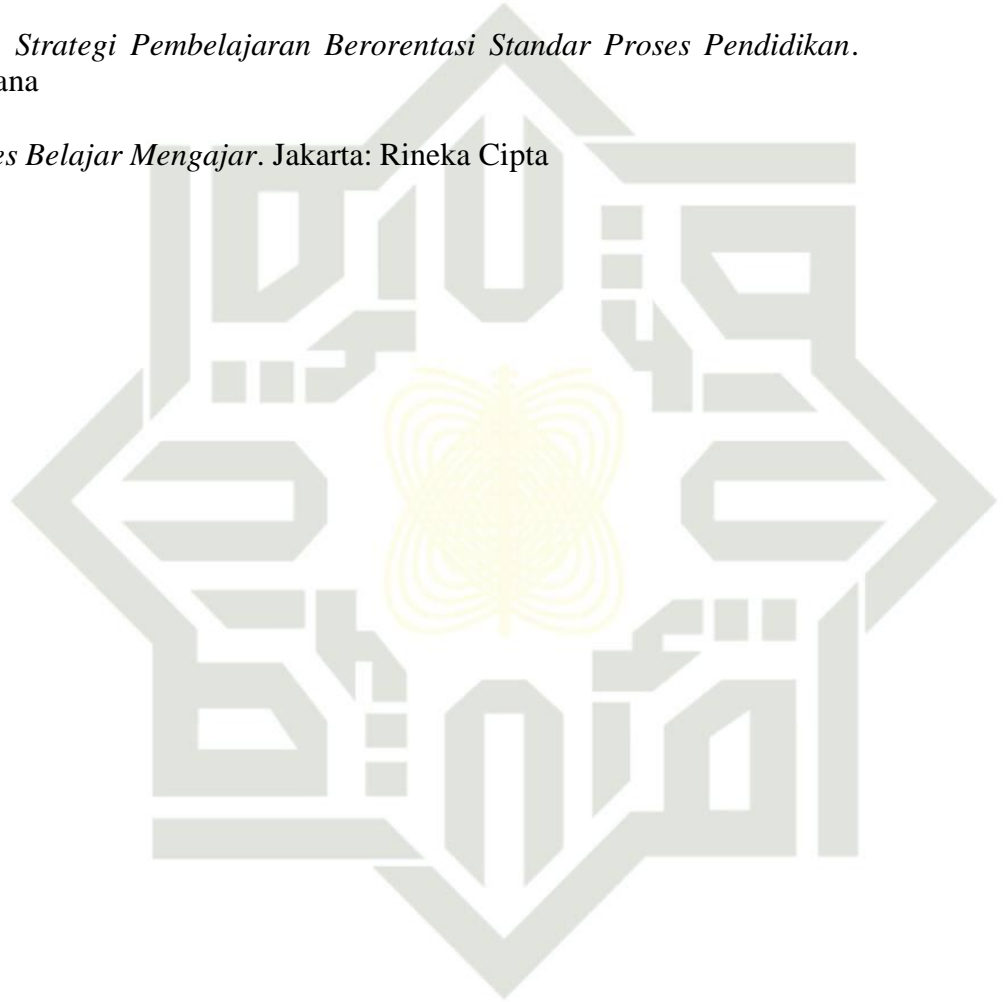 Strategi Pembelajaran Berorentasi Standar Proses Pendidikan.
ana
es Belajar Mengajar. Jakarta: Rineka Cipta